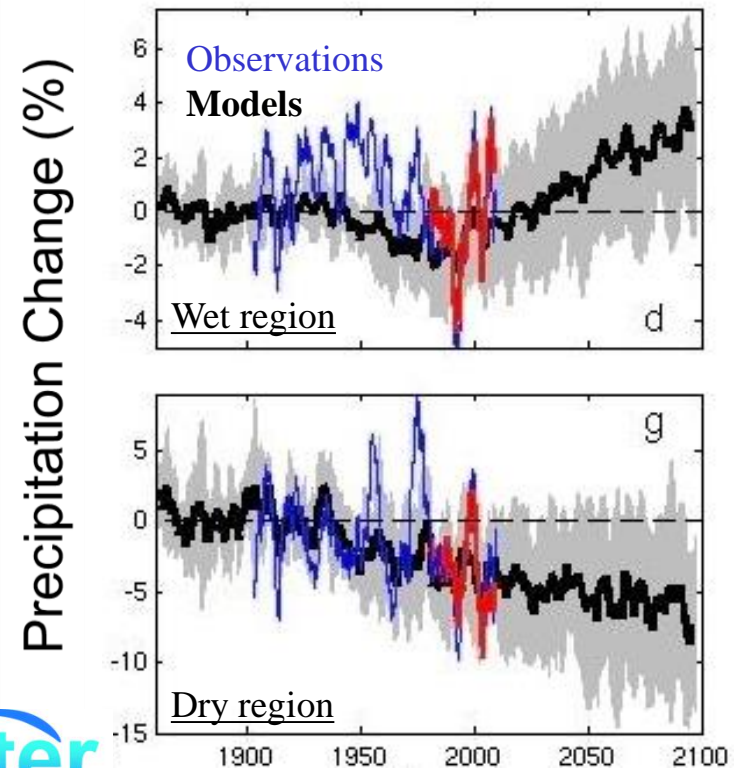 Precipitation Change (%)
6
4
2
0
-2
-4
Observations
Models
Wet region
d
5
0
-5
-10
-15
g
Dry region
1900 1950 2000 2050 2100
ter